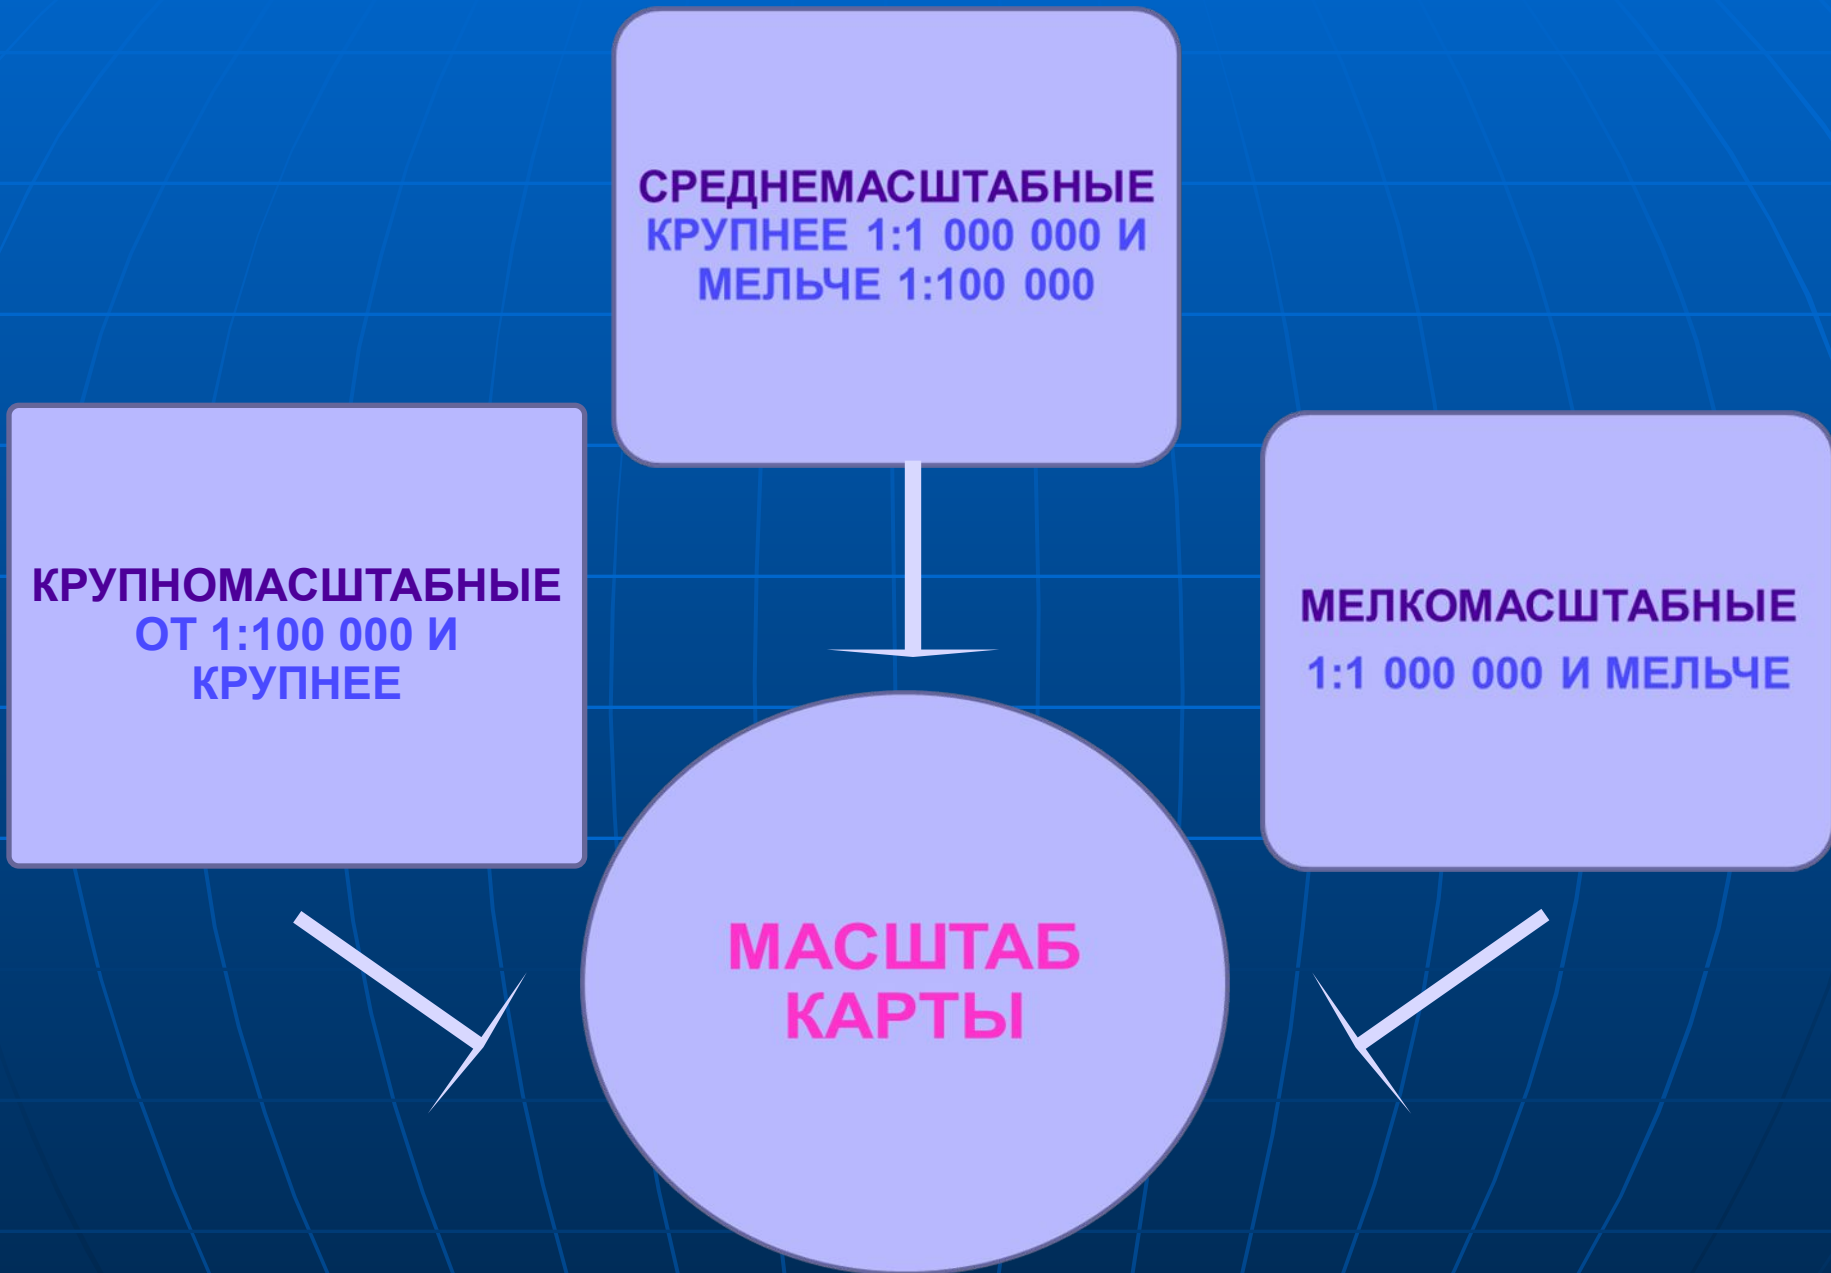 СРЕДНЕМАСШТАБНЫЕ
КРУПНЕЕ 1:1 000 000 И
МЕЛЬЧЕ 1:100 000
КРУПНОМАСШТАБНЫЕ
ОТ 1:100 000 И
КРУПНЕЕ
МЕЛКОМАСШТАБНЫЕ
1:1 000 000 И МЕЛЬЧЕ
МАСШТАБ
КАРТЫ